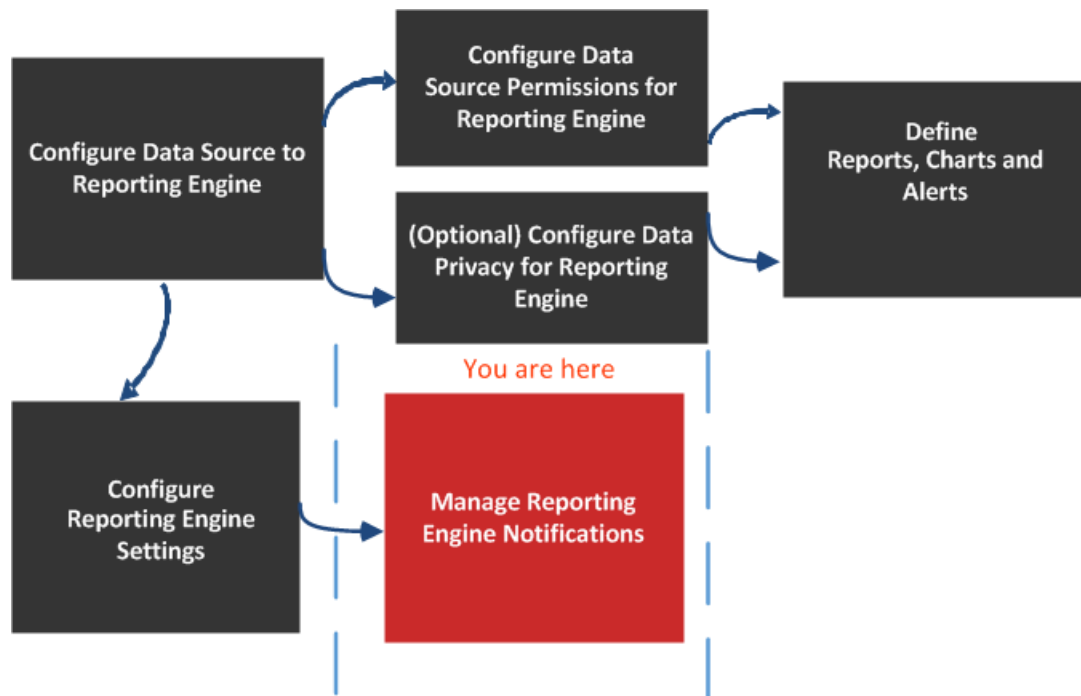 Configure Data Source to
Reporting Engine
Configure Data
Source Permissions for
Reporting Engine
(Optional) Configure Data
Privacy for Reporting
Engine
Define
Reports, Charts and
Alerts
Configure
Reporting Engine
Settings
You are here
Manage Reporting
Engine Notifications